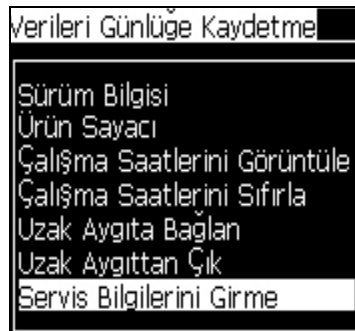 Verileri Günlüğe Kaydetme
Sürüm Bilgisi
Ürün Sayacı
Çalışma Saatlerini Görüntüle
Çalışma Saatlerini Sıfırla
Uzak Aygıta Bağlan
Uzak Aygıttan Çık
Servis Bilgilerini Girme